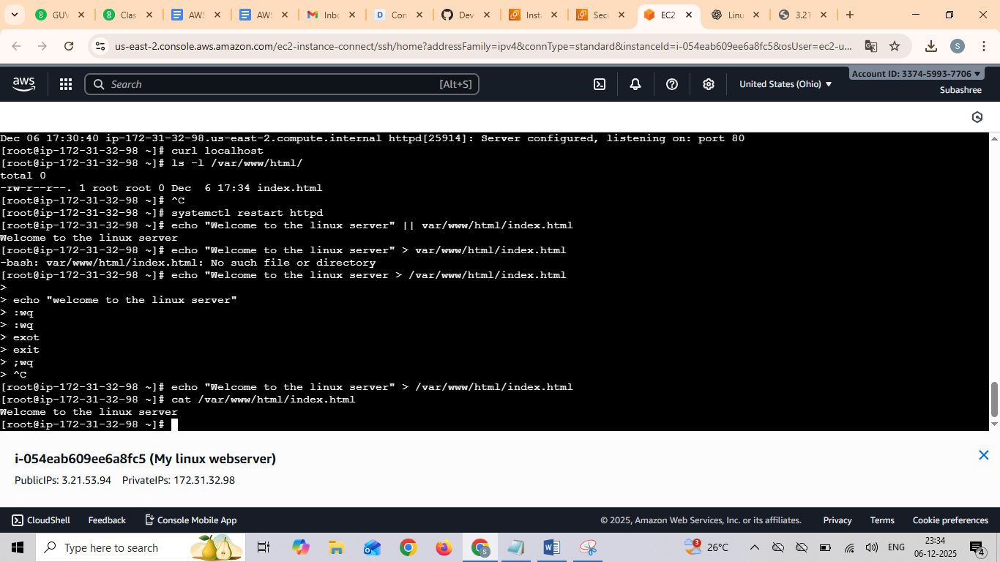 GUV
Clas
AWS
AWS
Inbo
Con
Dev
Insta
Secu
EC2
Linu
3.21
us-east-2.console.aws.amazon.com/ec2-instance-connect/ssh/home?addressFamily=ipv4&connType=standard&instanceId=i-054eab609ee6a8fc5&osUser=ec2-u...
S
aws
Search
[Alt+S]
United States (Ohio)
Account ID: 3374-5993-7706
Subashree
Dec 06 17:30:40 ip-172-31-32-98.us-east-2.compute.internal httpd[25914]: Server configured, listening on: port 80
[root@ip-172-31-32-98 ~]# curl localhost
[root@ip-172-31-32-98 ~]# ls -l /var/www/html/
total 0
-rw-r--r--. 1 root root 0 Dec  6 17:34 index.html
[root@ip-172-31-32-98 ~]# ^C
[root@ip-172-31-32-98 ~]# systemctl restart httpd
[root@ip-172-31-32-98 ~]# echo "Welcome to the linux server" || var/www/html/index.html
Welcome to the linux server
[root@ip-172-31-32-98 ~]# echo "Welcome to the linux server" > var/www/html/index.html
-bash: var/www/html/index.html: No such file or directory
[root@ip-172-31-32-98 ~]# echo "Welcome to the linux server > /var/www/html/index.html
>
> echo "welcome to the linux server"
> :wq
> :wq
> exot
> exit
> ;wq
> ^C
[root@ip-172-31-32-98 ~]# echo "Welcome to the linux server" > /var/www/html/index.html
[root@ip-172-31-32-98 ~]# cat /var/www/html/index.html
Welcome to the linux server
[root@ip-172-31-32-98 ~]#
i-054eab609ee6a8fc5 (My linux webserver)
PublicIPs: 3.21.53.94 PrivateIPs: 172.31.32.98
CloudShell
Feedback
Console Mobile App
© 2025, Amazon Web Services, Inc. or its affiliates.
Privacy
Terms
Cookie preferences
Type here to search
3
26°C
ENG
23:34
06-12-2025
4